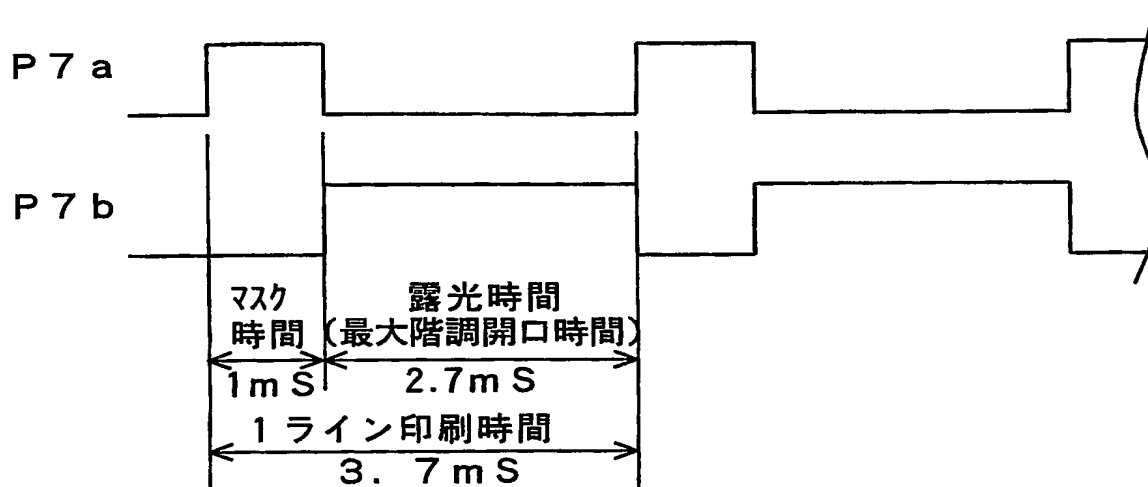 P7a
P7b
マスク
時間
1mS
露光時間
(最大階調開口時間)
2.7mS
1ライン印刷時間
3. 7mS